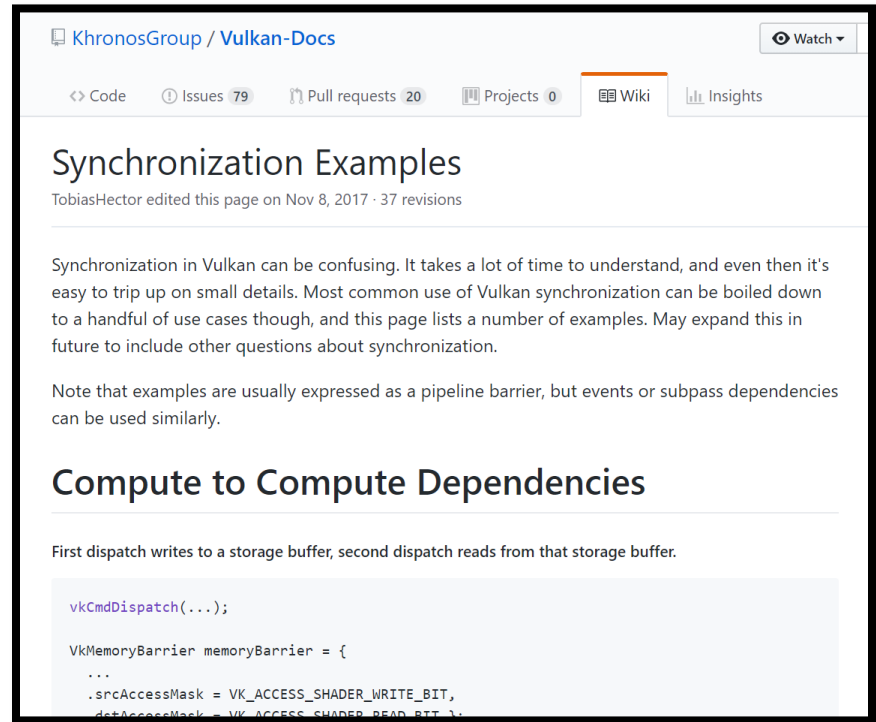 KhronosGroup / Vulkan-Docs
Watch
Code Issues 79 Pull requests 20 Projects 0 Wiki Insights
Synchronization Examples
TobiasHector edited this page on Nov 8, 2017 · 37 revisions
Synchronization in Vulkan can be confusing. It takes a lot of time to understand, and even then it's
easy to trip up on small details. Most common use of Vulkan synchronization can be boiled down
to a handful of use cases though, and this page lists a number of examples. May expand this in
future to include other questions about synchronization.
Note that examples are usually expressed as a pipeline barrier, but events or subpass dependencies
can be used similarly.
Compute to Compute Dependencies
First dispatch writes to a storage buffer, second dispatch reads from that storage buffer.
vkCmdDispatch(...);
VkMemoryBarrier memoryBarrier = {
...
.srcAccessMask = VK_ACCESS_SHADER_WRITE_BIT,
.dstAccessMask = VK_ACCESS_SHADER_READ_BIT };